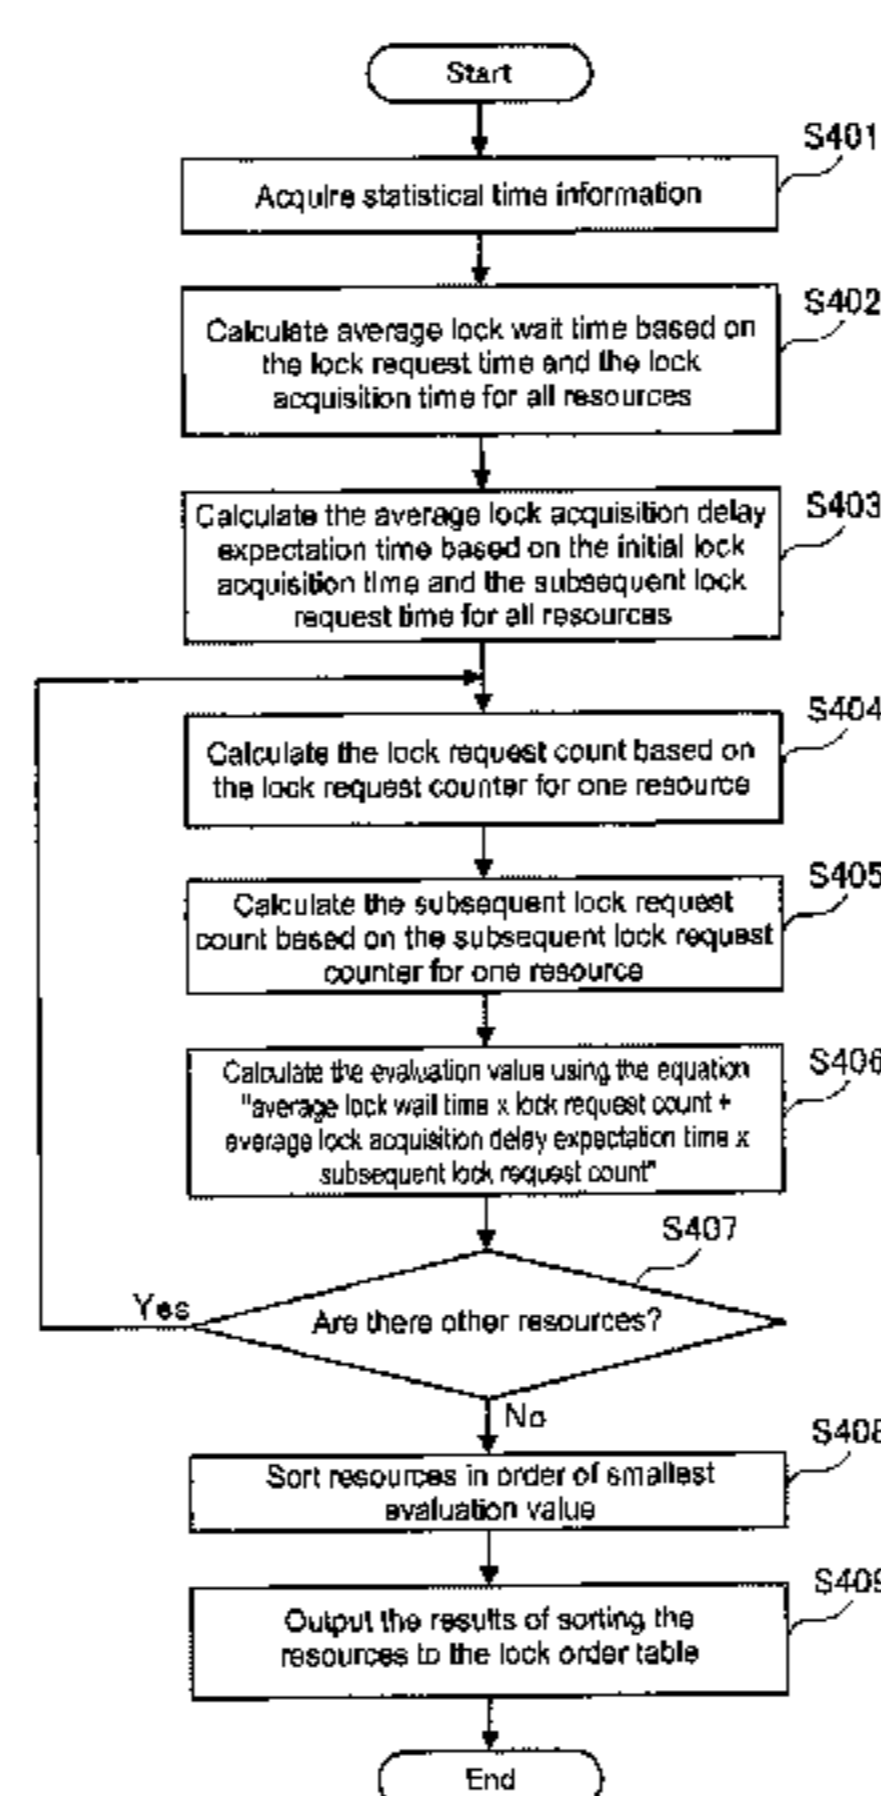 Start
S401
Acquire statistical time information
S402
Calculate average lock wait time based on
the lock request time and the lock
acquisition time for all resources
S403
Calculate the average lock acquisition delay
expectation time based on the initial lock
acquisition time and the subsequent lock
request time for all resources
S404
Calculate the lock request count based on
the lock request counter for one resource
S405
Calculate the subsequent lock request
count based on the subsequent lock request
counter for one resource
S406
Calculate the evaluation value using the equation
"average lock wait time x lock request count +
average lock acquisition delay expectation time x
subsequent lock request count"
S407
Yes
Are there other resources?
No
S408
Sort resources in order of smallest
evaluation value
S409
Output the results of sorting the
resources to the lock order table
End